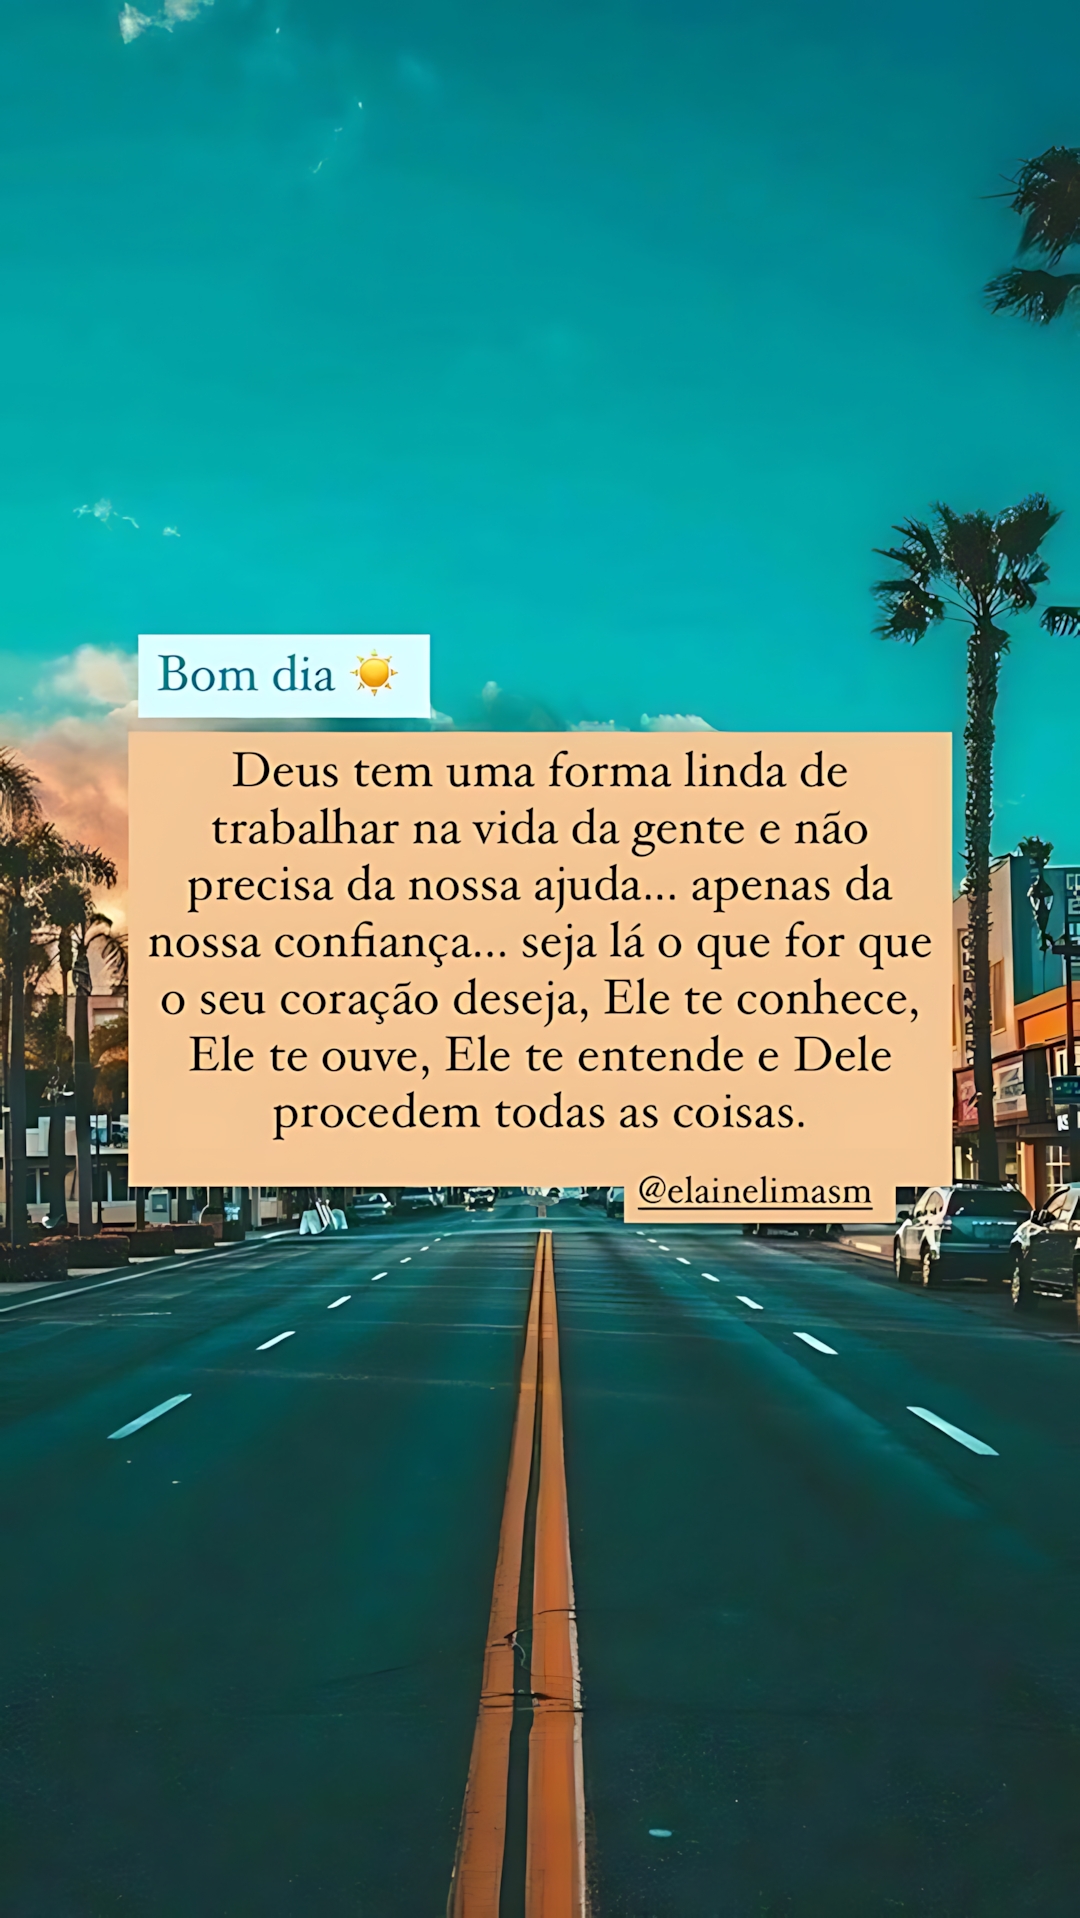 Bom dia ☀️
Deus tem uma forma linda de
trabalhar na vida da gente e não
precisa da nossa ajuda... apenas da
nossa confiança... seja lá o que for que
o seu coração deseja, Ele te conhece,
Ele te ouve, Ele te entende e Dele
procedem todas as coisas.
@elainelimasm